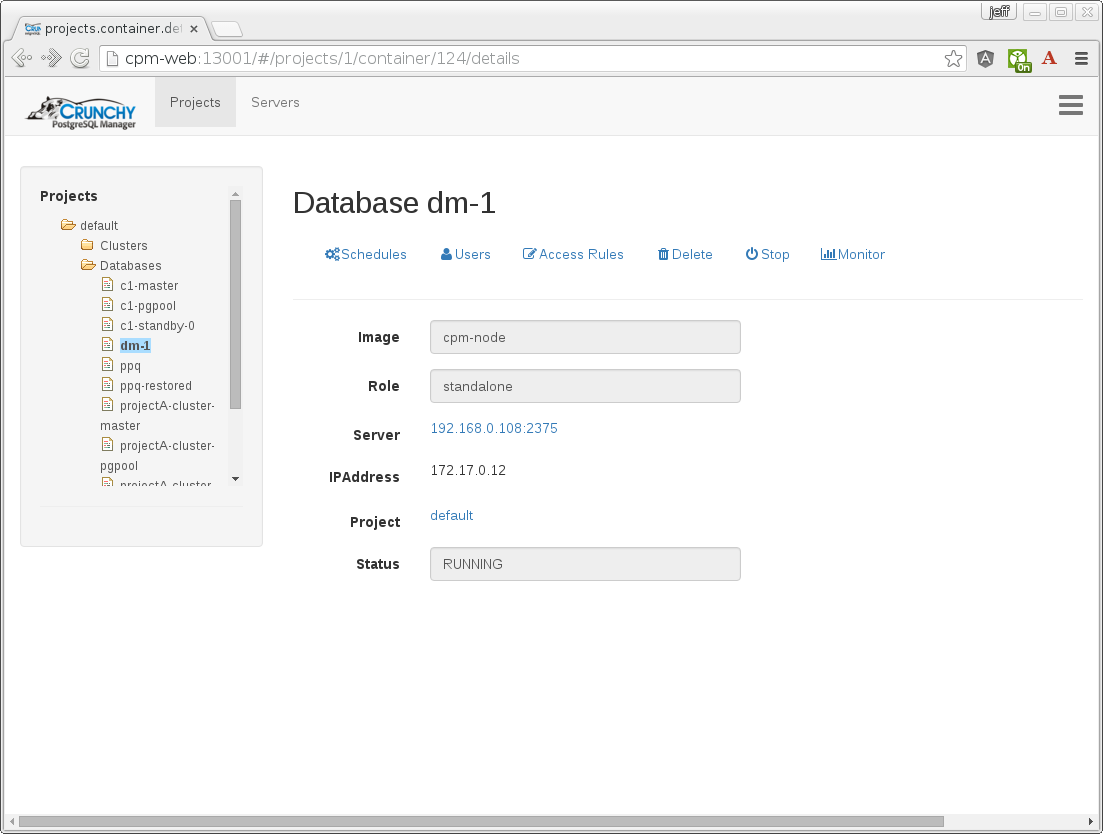 jeff
projects.container.de
cpm-web:13001/#/projects/1/container/124/details
A
On
A
CRUNCHY
PostgreSQL Manager
Projects
Servers
Projects
default
Clusters
Databases
c1-master
c1-pgpool
c1-standby-0
dm-1
ppq
ppq-restored
projectA-cluster-
master
projectA-cluster-
pgpool
projectA-cluster-
Database dm-1
Schedules Users Access Rules Delete Stop Monitor
Image cpm-node
Role standalone
Server 192.168.0.108:2375
IPAddress 172.17.0.12
Project default
Status RUNNING